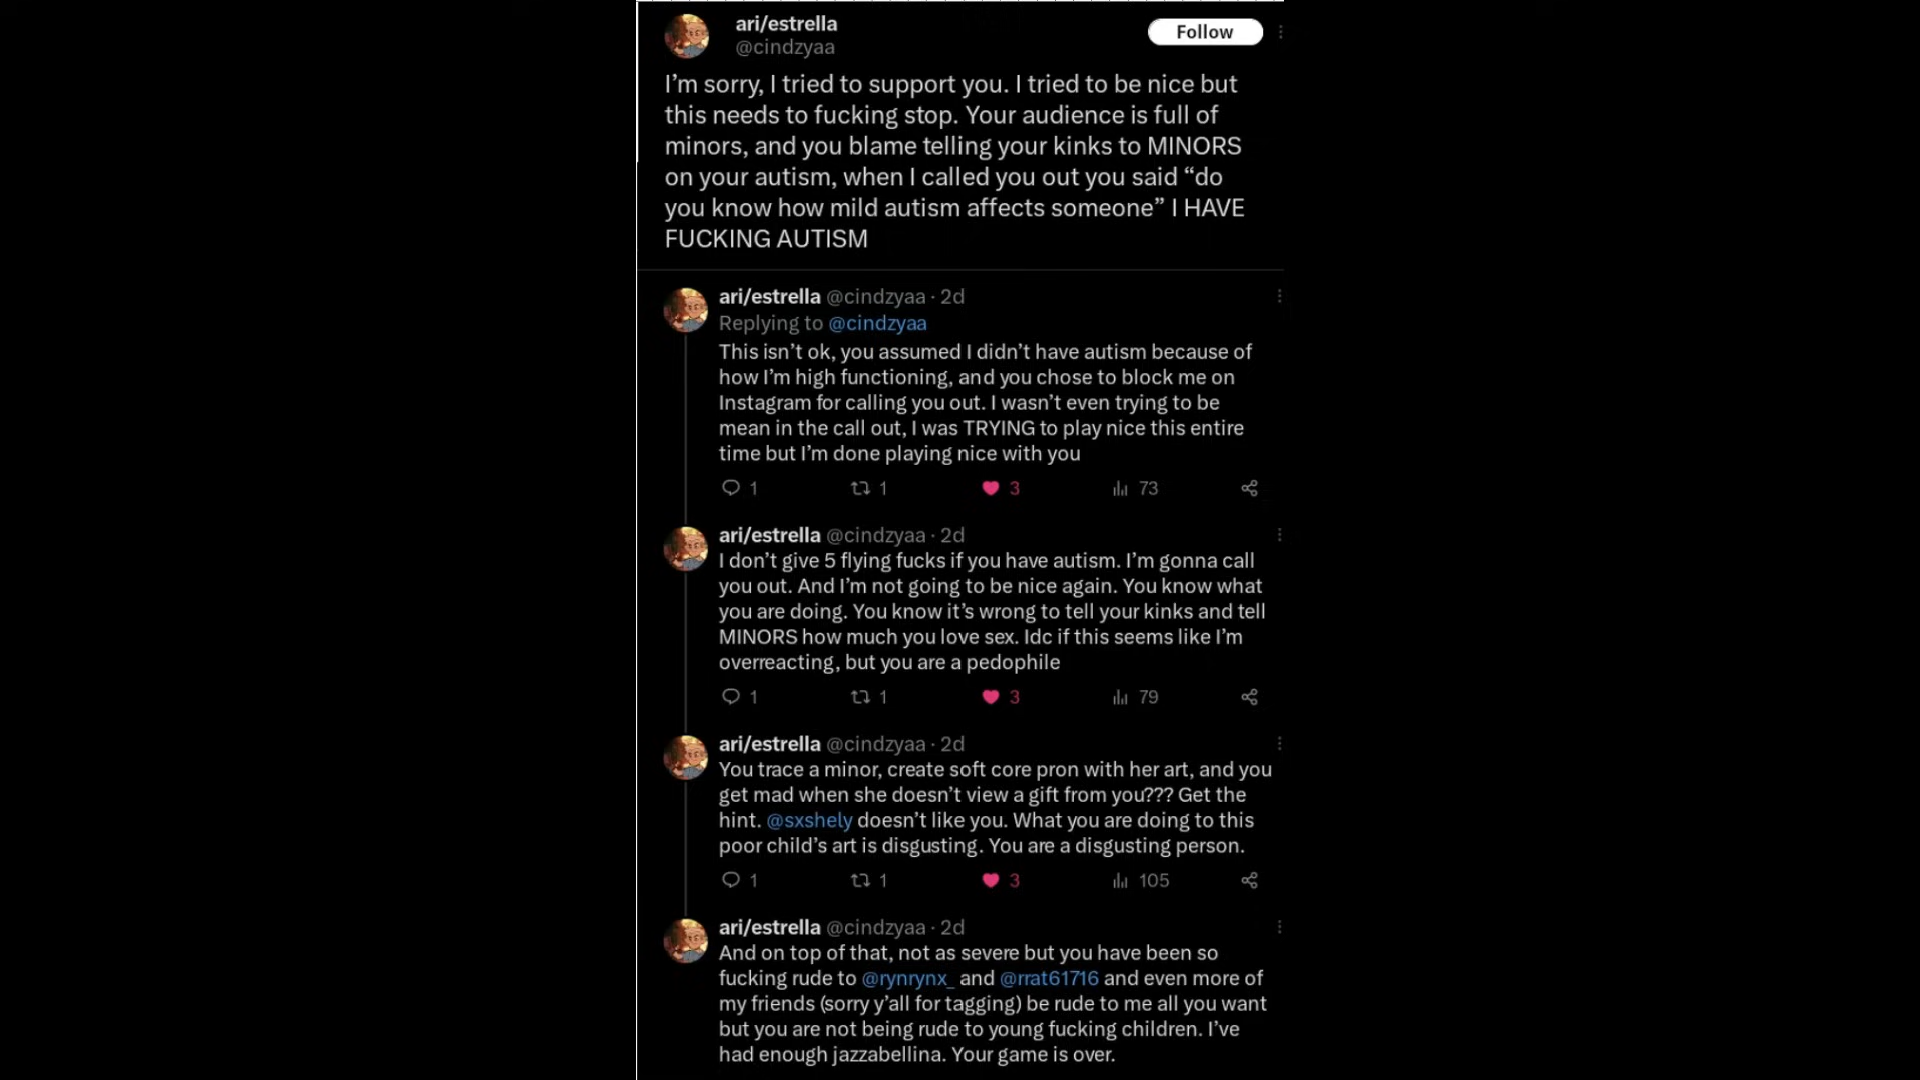 ari/estrella
@cindzyaa
Follow
I'm sorry, I tried to support you. I tried to be nice but
this needs to fucking stop. Your audience is full of
minors, and you blame telling your kinks to MINORS
on your autism, when I called you out you said “do
you know how mild autism affects someone” I HAVE
FUCKING AUTISM
ari/estrella @cindzyaa · 2d
Replying to @cindzyaa
This isn't ok, you assumed I didn't have autism because of
how I'm high functioning, and you chose to block me on
Instagram for calling you out. I wasn't even trying to be
mean in the call out, I was TRYING to play nice this entire
time but I'm done playing nice with you
1 1 3 73
ari/estrella @cindzyaa · 2d
I don't give 5 flying fucks if you have autism. I'm gonna call
you out. And I'm not going to be nice again. You know what
you are doing. You know it's wrong to tell your kinks and tell
MINORS how much you love sex. Idc if this seems like I'm
overreacting, but you are a pedophile
1 1 3 79
ari/estrella @cindzyaa · 2d
You trace a minor, create soft core pron with her art, and you
get mad when she doesn't view a gift from you??? Get the
hint. @sxshely doesn't like you. What you are doing to this
poor child's art is disgusting. You are a disgusting person.
1 1 3 105
ari/estrella @cindzyaa · 2d
And on top of that, not as severe but you have been so
fucking rude to @rynrynx_ and @rrat61716 and even more of
my friends (sorry y'all for tagging) be rude to me all you want
but you are not being rude to young fucking children. I've
had enough jazzabellina. Your game is over.